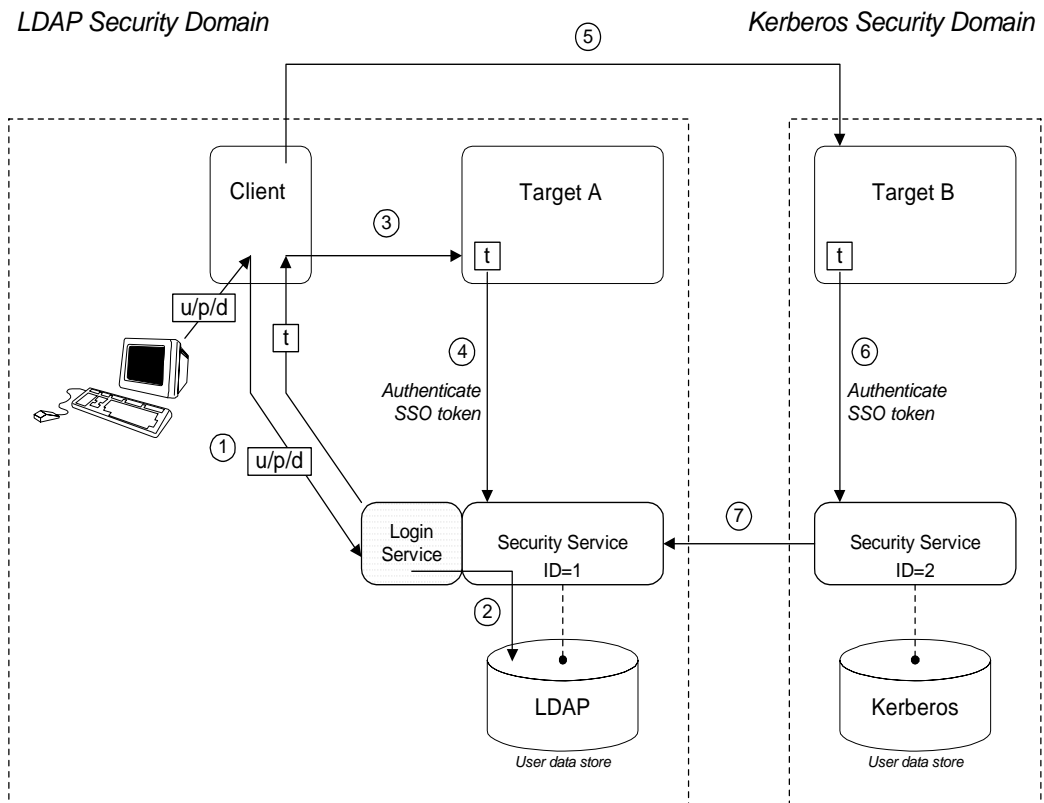 LDAP Security Domain
Kerberos Security Domain
5
Client
Target A
Target B
3
t
t
u/p/d
t
4
6
Authenticate
SSO token
Authenticate
SSO token
1
u/p/d
7
Login
Service
Security Service
ID=1
Security Service
ID=2
2
LDAP
Kerberos
User data store
User data store